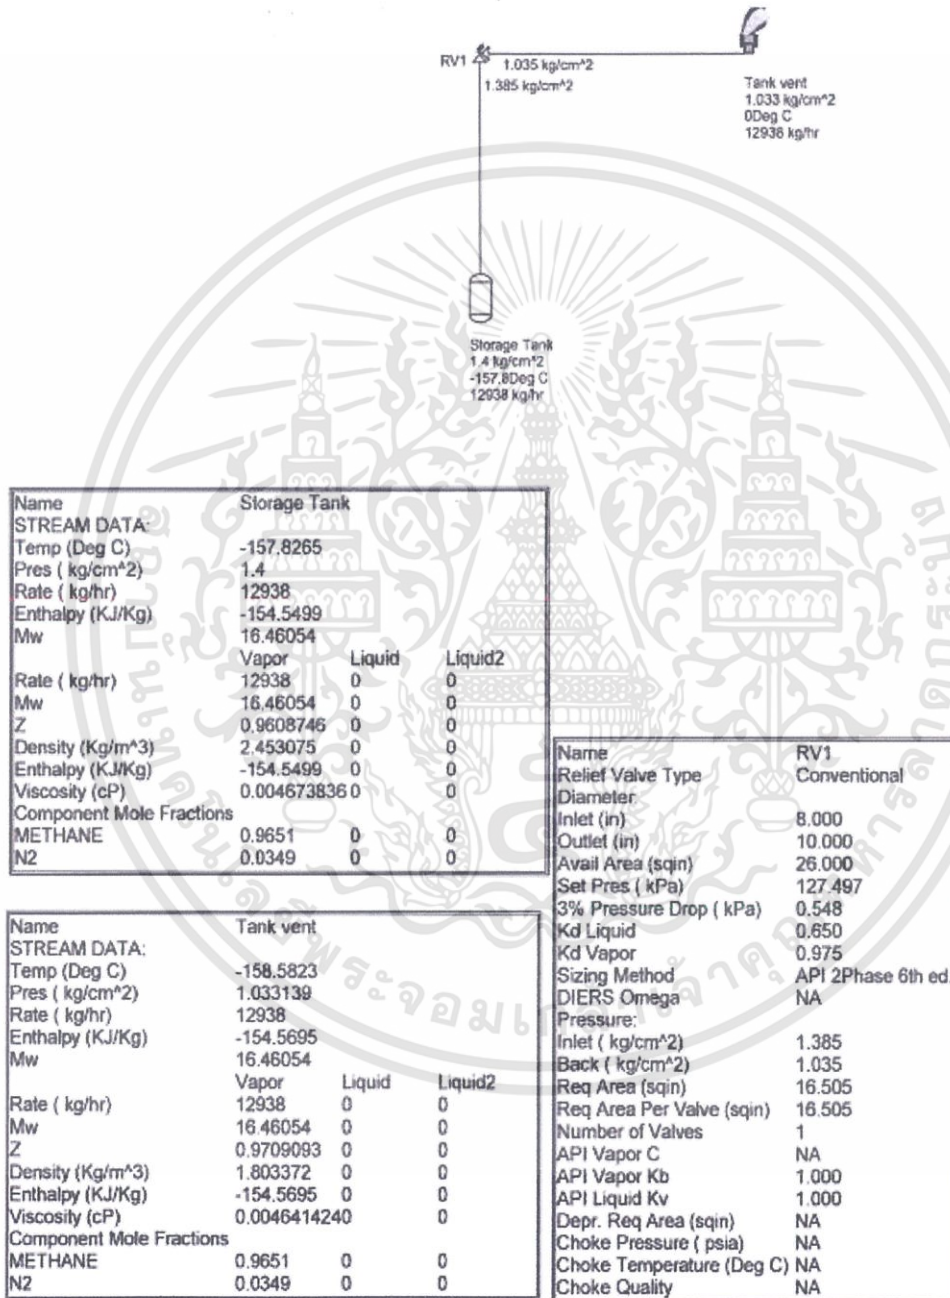 RV1 1.035 kg/cm^2
1.385 kg/cm^2
Tank vent
1.033 kg/cm^2
0Deg C
12938 kg/hr
Storage Tank
1.4 kg/cm^2
-157.8Deg C
12938 kg/hr
Name Storage Tank
STREAM DATA:
Temp (Deg C) -157.8265
Pres ( kg/cm^2) 1.4
Rate ( kg/hr) 12938
Enthalpy (KJ/Kg) -154.5499
Mw 16.46054
Vapor Liquid Liquid2
Rate ( kg/hr) 12938 0 0
Mw 16.46054 0 0
Z 0.9608746 0 0
Density (Kg/m^3) 2.453075 0 0
Enthalpy (KJ/Kg) -154.5499 0 0
Viscosity (cP) 0.004673836 0 0
Component Mole Fractions
METHANE 0.9651 0 0
N2 0.0349 0 0
Name Tank vent
STREAM DATA:
Temp (Deg C) -158.5823
Pres ( kg/cm^2) 1.033139
Rate ( kg/hr) 12938
Enthalpy (KJ/Kg) -154.5695
Mw 16.46054
Vapor Liquid Liquid2
Rate ( kg/hr) 12938 0 0
Mw 16.46054 0 0
Z 0.9709093 0 0
Density (Kg/m^3) 1.803372 0 0
Enthalpy (KJ/Kg) -154.5695 0 0
Viscosity (cP) 0.004641424 0 0
Component Mole Fractions
METHANE 0.9651 0 0
N2 0.0349 0 0
Name RV1
Relief Valve Type Conventional
Diameter:
Inlet (in) 8.000
Outlet (in) 10.000
Avail Area (sqin) 26.000
Set Pres ( kPa) 127.497
3% Pressure Drop ( kPa) 0.548
Kd Liquid 0.650
Kd Vapor 0.975
Sizing Method API 2Phase 6th ed.
DIERS Omega NA
Pressure:
Inlet ( kg/cm^2) 1.385
Back ( kg/cm^2) 1.035
Req Area (sqin) 16.505
Req Area Per Valve (sqin) 16.505
Number of Valves 1
API Vapor C NA
API Vapor Kb 1.000
API Liquid Kv 1.000
Depr. Req Area (sqin) NA
Choke Pressure ( psia) NA
Choke Temperature (Deg C) NA
Choke Quality NA